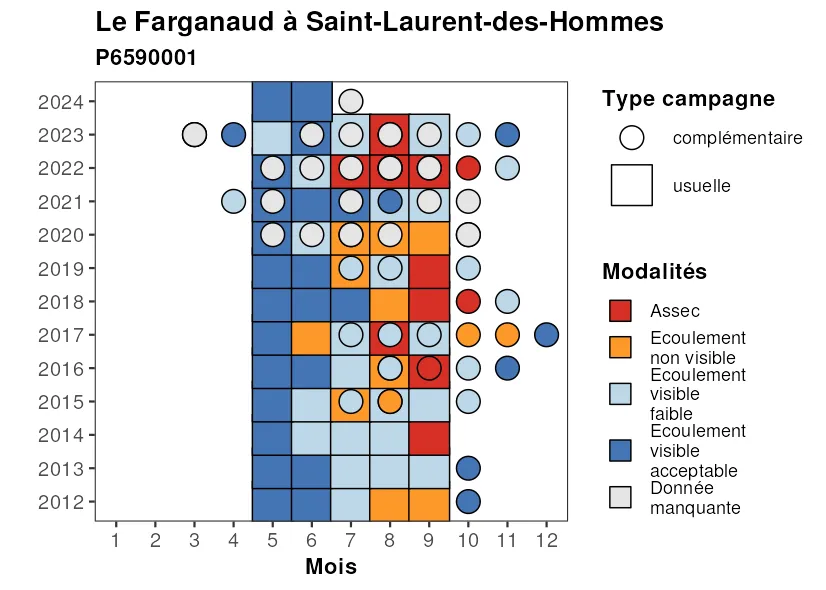 Le Farganaud à Saint-Laurent-des-Hommes
P6590001
2024
2023
2022
2021
2020
2019
2018
2017
2016
2015
2014
2013
2012
1 2 3 4 5 6 7 8 9 10 11 12
Mois
Type campagne
complémentaire
usuelle
Modalités
Assec
Ecoulement
non visible
Ecoulement
visible
faible
Ecoulement
visible
acceptable
Donnée
manquante